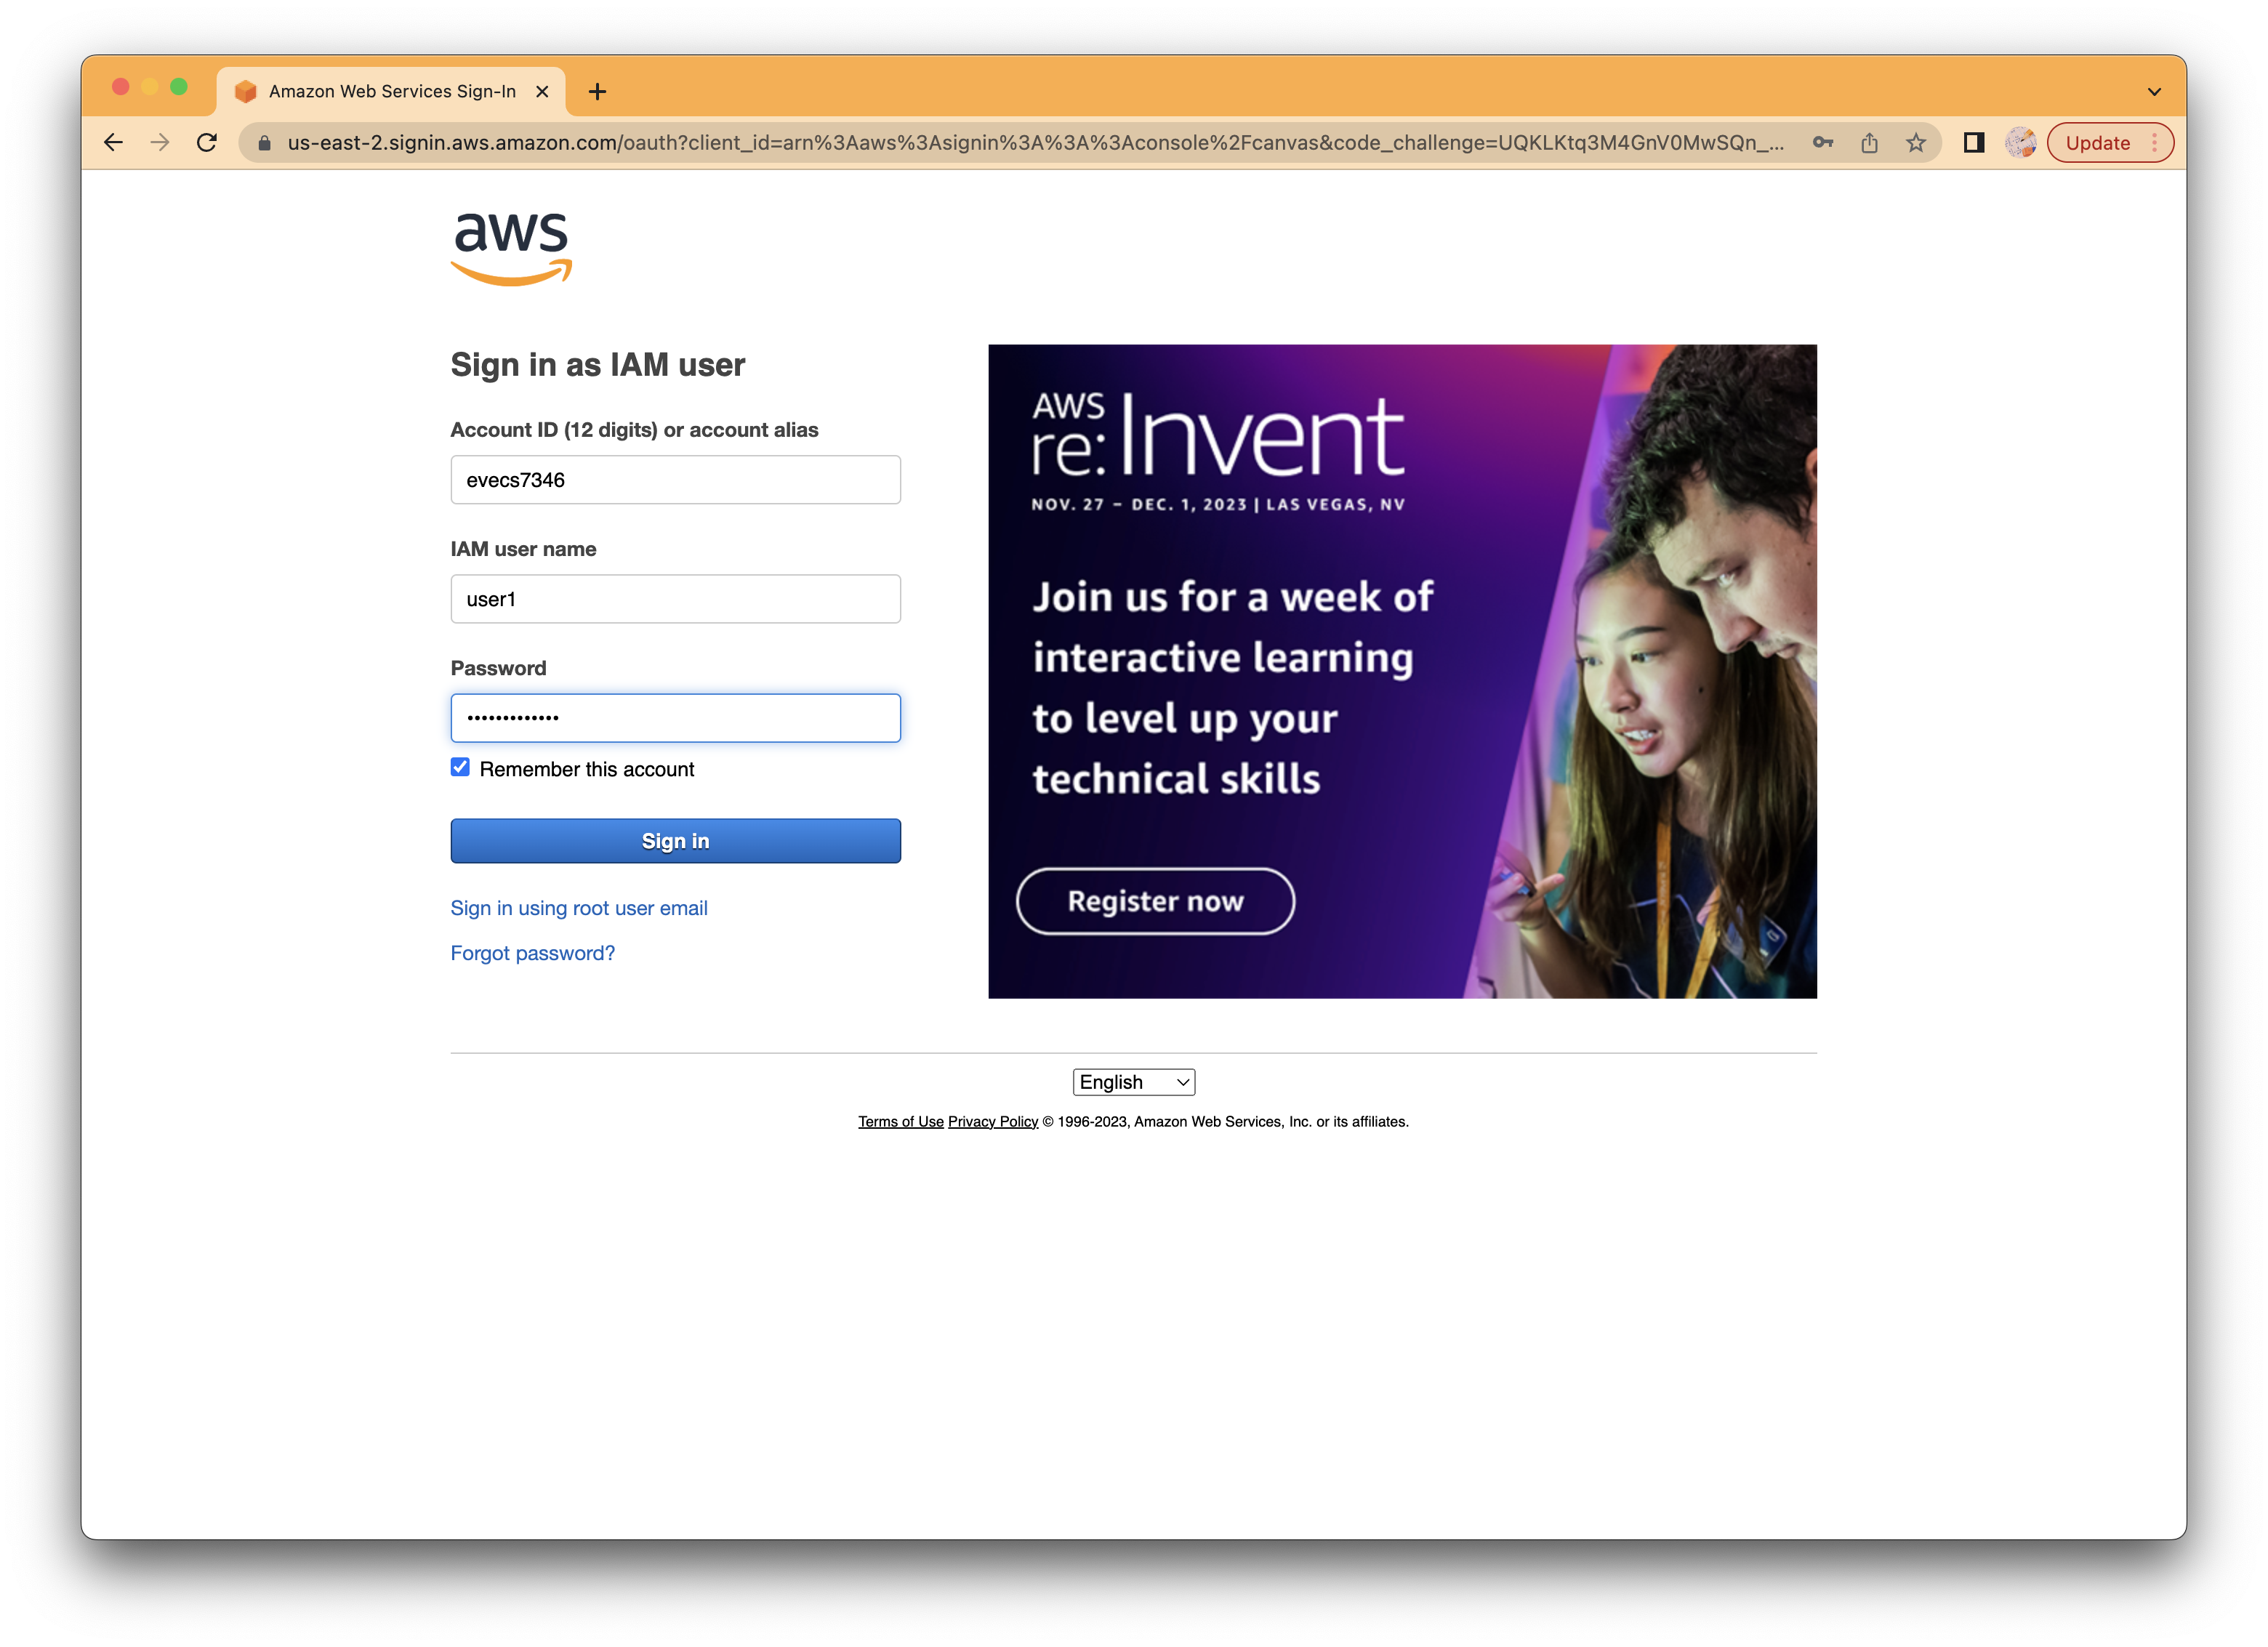 Amazon Web Services Sign-In
us-east-2.signin.aws.amazon.com/oauth?client_id=arn%3Aaws%3Asignin%3A%3A%3Aconsole%2Fcanvas&code_challenge=UQKLKtq3M4GnV0MwSQn_...
Update
aws
Sign in as IAM user
Account ID (12 digits) or account alias
evecs7346
IAM user name
user1
Password
•••••••••••••
Remember this account
Sign in
Sign in using root user email
Forgot password?
AWS
re:Invent
NOV. 27 – DEC. 1, 2023 | LAS VEGAS, NV
Join us for a week of
interactive learning
to level up your
technical skills
Register now
English
Terms of Use Privacy Policy © 1996-2023, Amazon Web Services, Inc. or its affiliates.